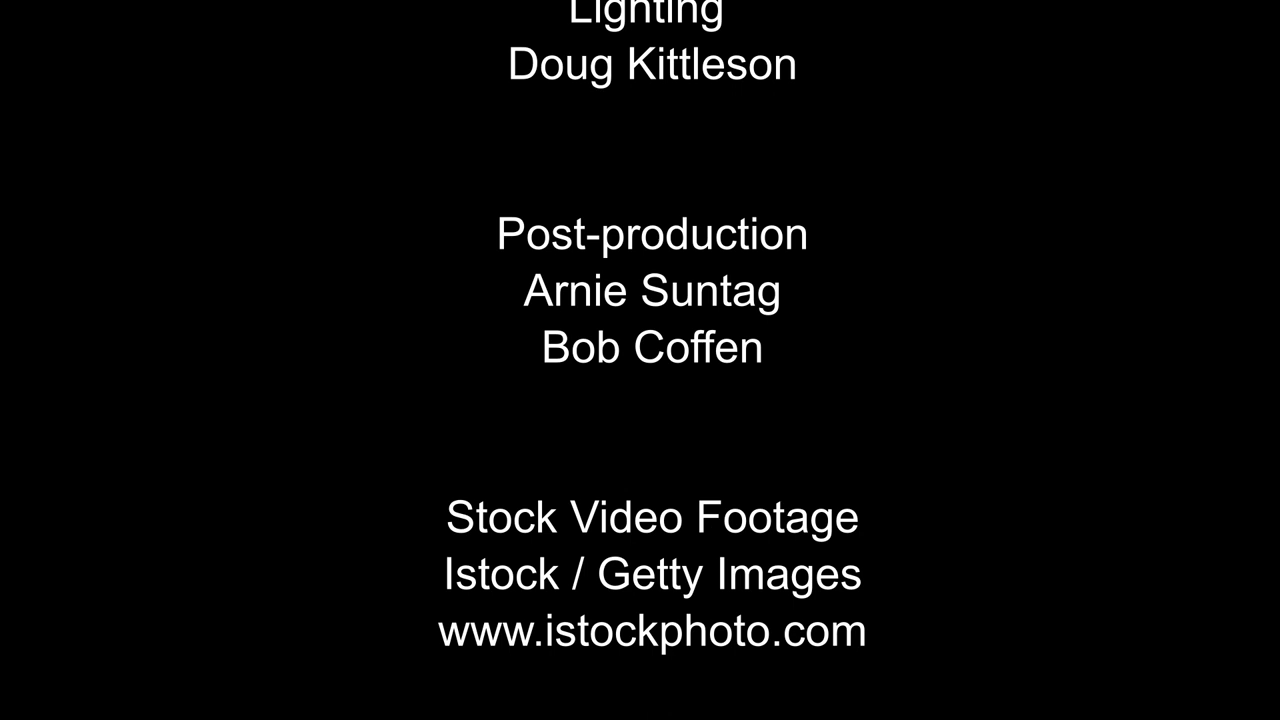 Lighting
Doug Kittleson
Post-production
Arnie Suntag
Bob Coffen
Stock Video Footage
Istock / Getty Images
www.istockphoto.com